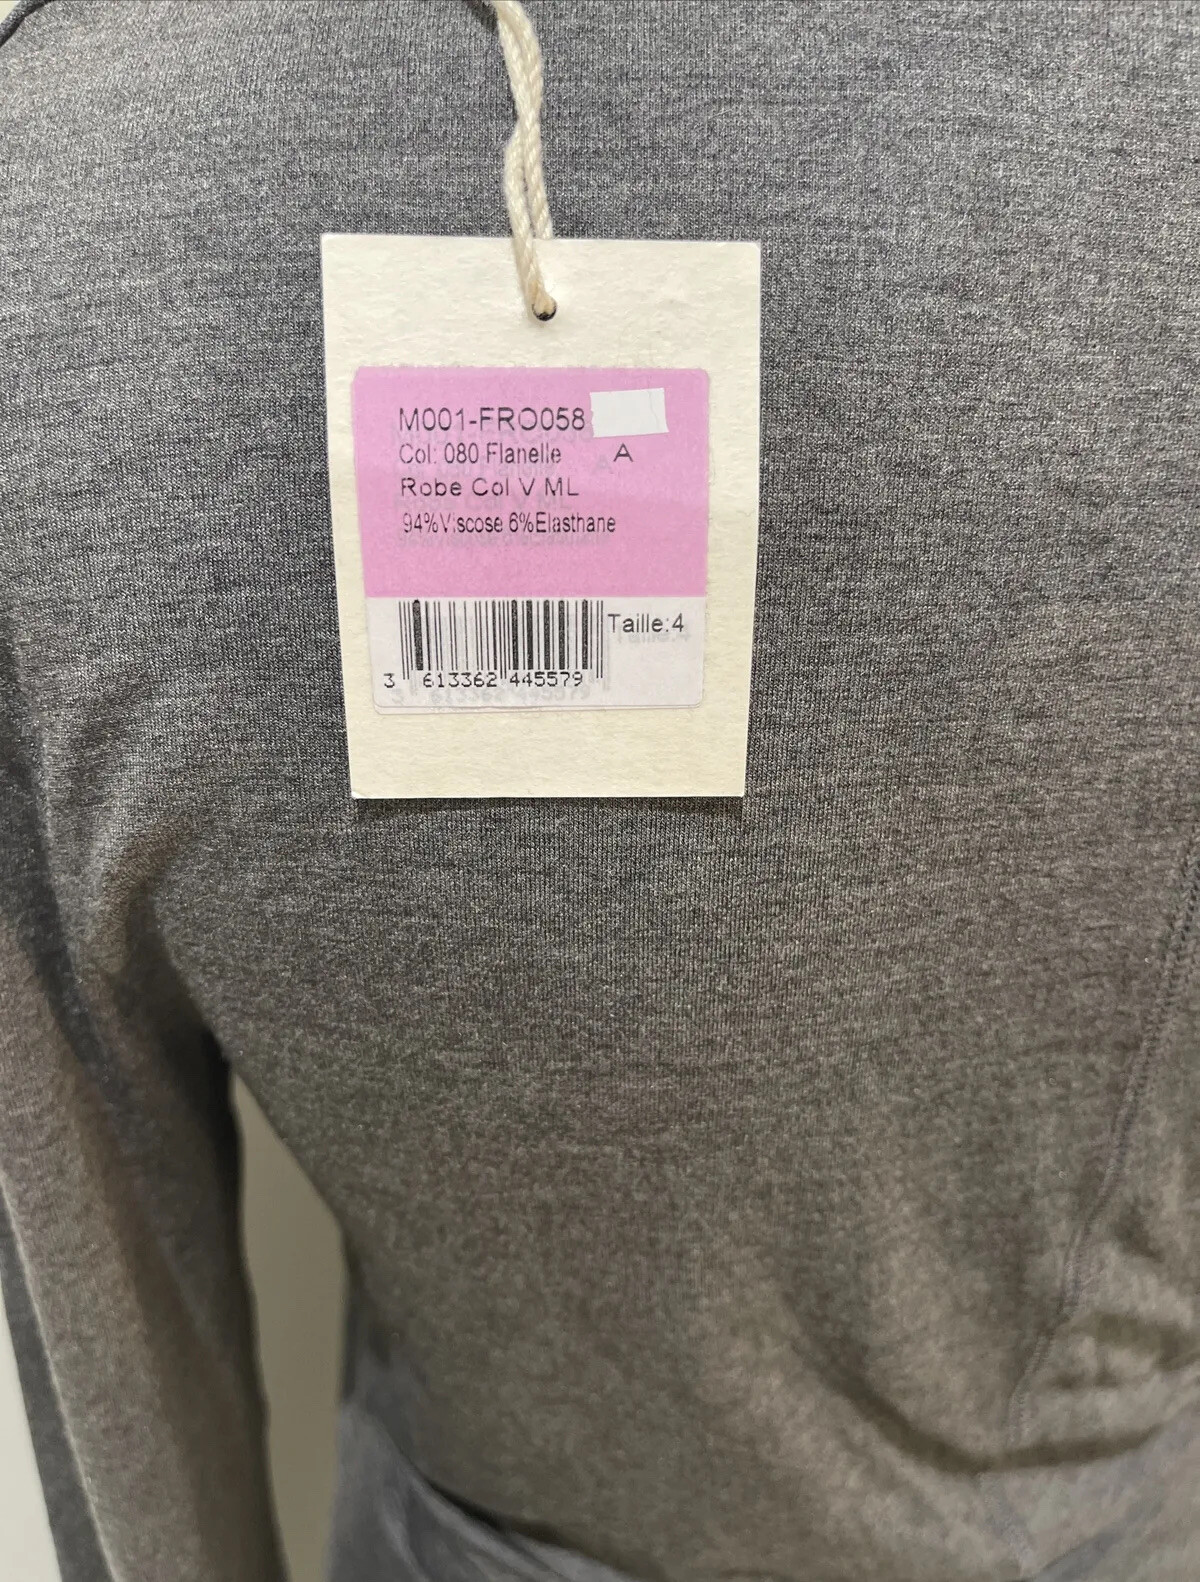 M001-FRO058
Col: 080 Flanelle A
Robe Col V ML
94%Viscose 6%Elasthane
Taille:4
3 613362 445579